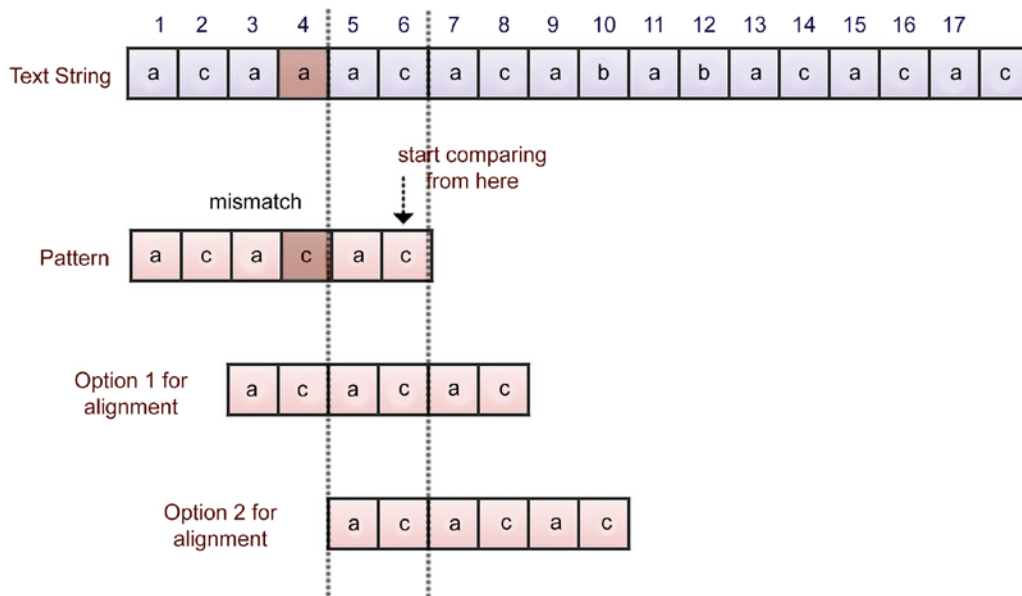 1 2 3 4 5 6 7 8 9 10 11 12 13 14 15 16 17
Text String a c a a a c a c a b a b a c a c a c
start comparing
from here
mismatch
Pattern a c a c a c
Option 1 for
alignment
a c a c a c
Option 2 for
alignment
a c a c a c